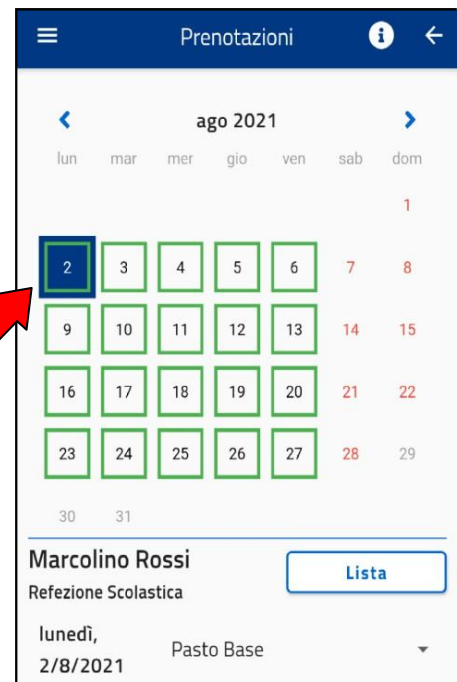 Prenotazioni
ago 2021
lun mar mer gio ven sab dom
1
2 3 4 5 6 7 8
9 10 11 12 13 14 15
16 17 18 19 20 21 22
23 24 25 26 27 28 29
30 31
Marcolino Rossi
Lista
Refezione Scolastica
lunedì,
2/8/2021
Pasto Base